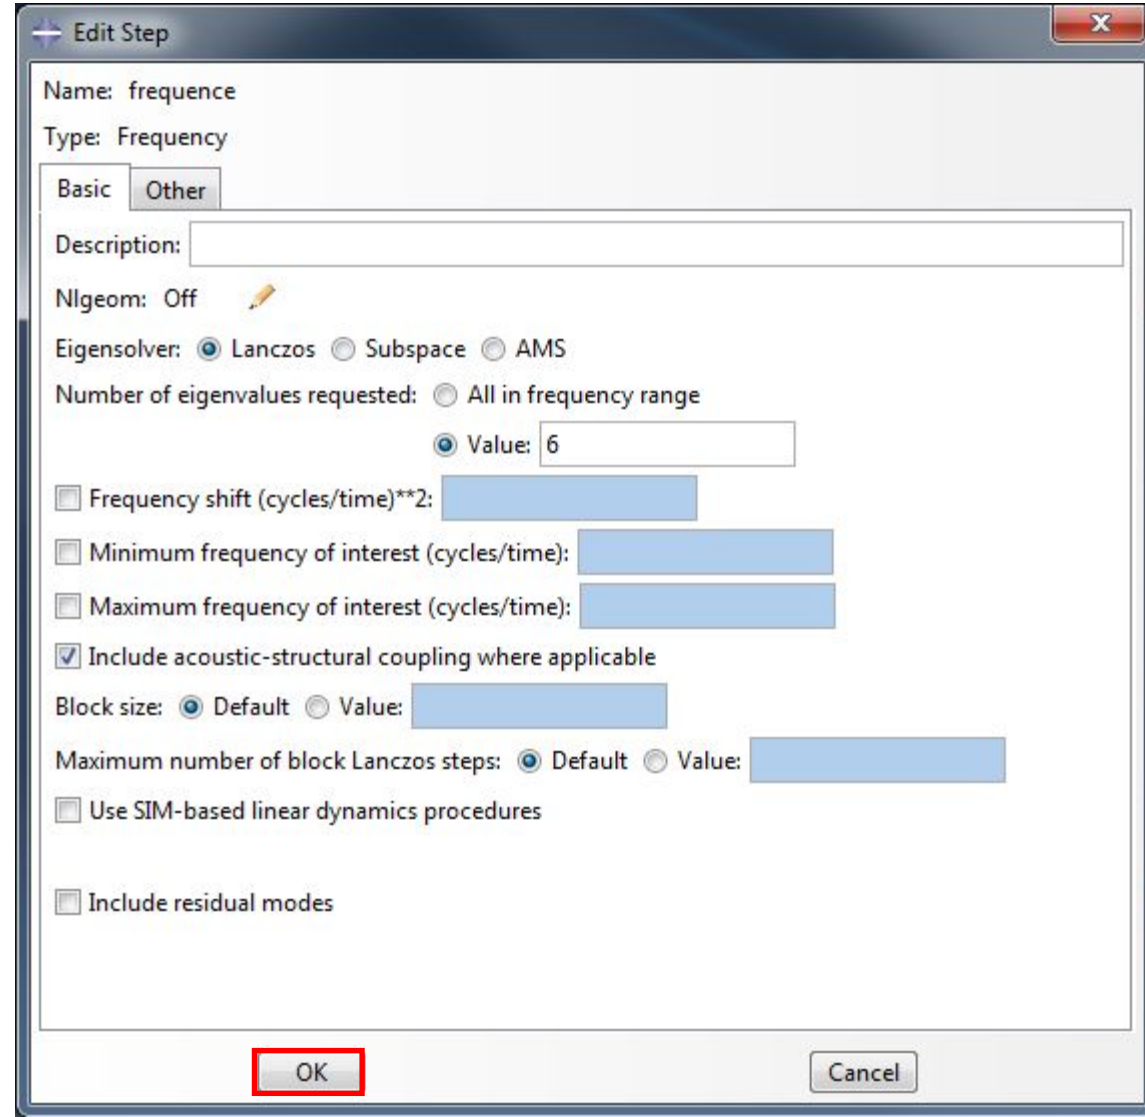 Edit Step
Name: frequence
Type: Frequency
Basic Other
Description:
Nlgeom: Off
Eigensolver: Lanczos Subspace AMS
Number of eigenvalues requested: All in frequency range
Value: 6
Frequency shift (cycles/time)**2:
Minimum frequency of interest (cycles/time):
Maximum frequency of interest (cycles/time):
Include acoustic-structural coupling where applicable
Block size: Default Value:
Maximum number of block Lanczos steps: Default Value:
Use SIM-based linear dynamics procedures
Include residual modes
OK Cancel